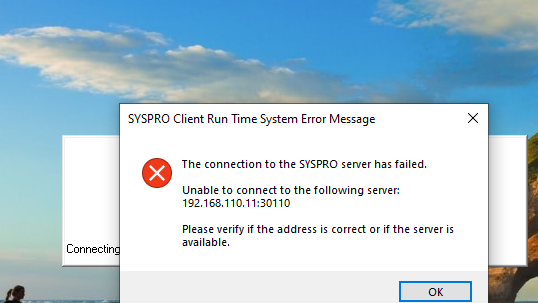 SYSPRO Client Run Time System Error Message
The connection to the SYSPRO server has failed.
Unable to connect to the following server:
192.168.110.11:30110
Please verify if the address is correct or if the server is
available.
Connecting
OK